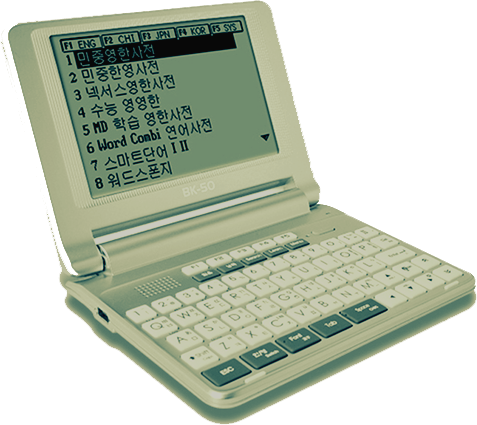 F1 ENG F2 CHI F3 JPN F4 KOR F5 SYS
1 민중영한사전
2 민중한영사전
3 넥서스영한사전
4 수능 영영한
5 MD 학습 영한사전
6 Word Combi 연어사전
7 스마트단어 I II
8 워드스폰지
BK-50
Q W E R T Y U I O P
A S D F G H J K L
Z X C V B N M
ESC
Tab
Space